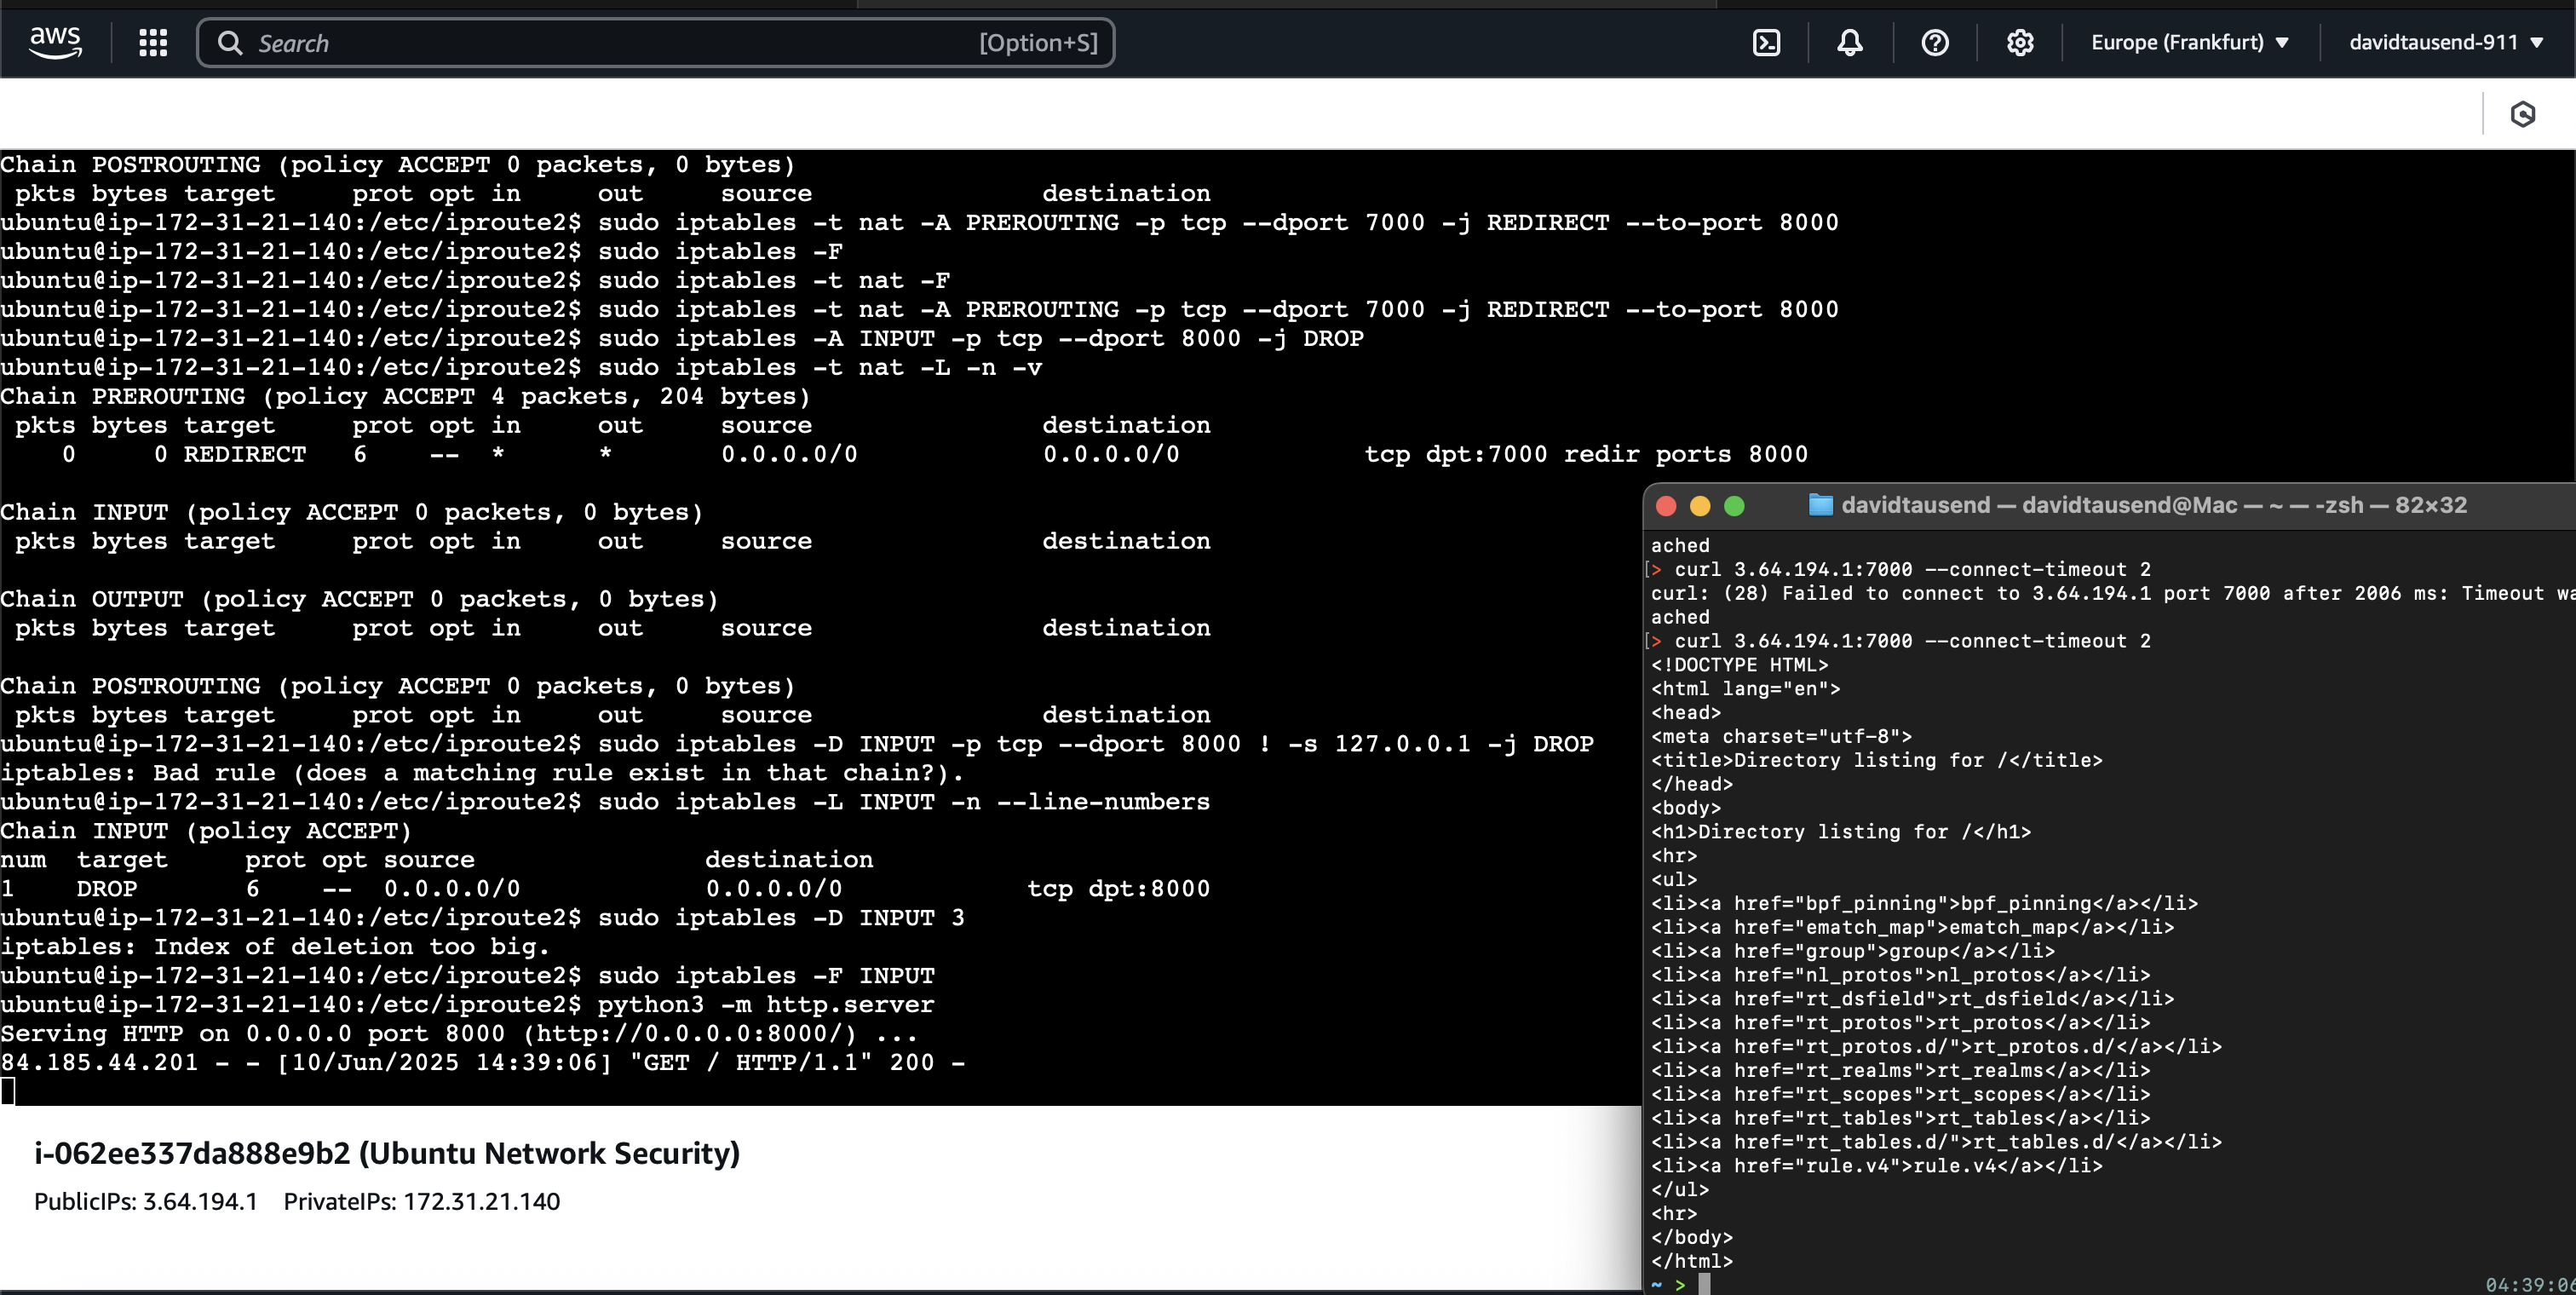 aws
Search [Option+S]
Europe (Frankfurt) davidtausend-911
Chain POSTROUTING (policy ACCEPT 0 packets, 0 bytes)
pkts bytes target prot opt in out source destination
ubuntu@ip-172-31-21-140:/etc/iproute2$ sudo iptables -t nat -A PREROUTING -p tcp --dport 7000 -j REDIRECT --to-port 8000
ubuntu@ip-172-31-21-140:/etc/iproute2$ sudo iptables -F
ubuntu@ip-172-31-21-140:/etc/iproute2$ sudo iptables -t nat -F
ubuntu@ip-172-31-21-140:/etc/iproute2$ sudo iptables -t nat -A PREROUTING -p tcp --dport 7000 -j REDIRECT --to-port 8000
ubuntu@ip-172-31-21-140:/etc/iproute2$ sudo iptables -A INPUT -p tcp --dport 8000 -j DROP
ubuntu@ip-172-31-21-140:/etc/iproute2$ sudo iptables -t nat -L -n -v
Chain PREROUTING (policy ACCEPT 4 packets, 204 bytes)
pkts bytes target prot opt in out source destination
0 0 REDIRECT 6 -- * * 0.0.0.0/0 0.0.0.0/0 tcp dpt:7000 redir ports 8000
Chain INPUT (policy ACCEPT 0 packets, 0 bytes)
pkts bytes target prot opt in out source destination
Chain OUTPUT (policy ACCEPT 0 packets, 0 bytes)
pkts bytes target prot opt in out source destination
Chain POSTROUTING (policy ACCEPT 0 packets, 0 bytes)
pkts bytes target prot opt in out source destination
ubuntu@ip-172-31-21-140:/etc/iproute2$ sudo iptables -D INPUT -p tcp --dport 8000 ! -s 127.0.0.1 -j DROP
iptables: Bad rule (does a matching rule exist in that chain?).
ubuntu@ip-172-31-21-140:/etc/iproute2$ sudo iptables -L INPUT -n --line-numbers
Chain INPUT (policy ACCEPT)
num target prot opt source destination
1 DROP 6 -- 0.0.0.0/0 0.0.0.0/0 tcp dpt:8000
ubuntu@ip-172-31-21-140:/etc/iproute2$ sudo iptables -D INPUT 3
iptables: Index of deletion too big.
ubuntu@ip-172-31-21-140:/etc/iproute2$ sudo iptables -F INPUT
ubuntu@ip-172-31-21-140:/etc/iproute2$ python3 -m http.server
Serving HTTP on 0.0.0.0 port 8000 (http://0.0.0.0:8000/) ...
84.185.44.201 - - [10/Jun/2025 14:39:06] "GET / HTTP/1.1" 200 -
i-062ee337da888e9b2 (Ubuntu Network Security)
PublicIPs: 3.64.194.1 PrivateIPs: 172.31.21.140
davidtausend — davidtausend@Mac — ~ — -zsh — 82×32
ached
[> curl 3.64.194.1:7000 --connect-timeout 2
curl: (28) Failed to connect to 3.64.194.1 port 7000 after 2006 ms: Timeout wa
ached
[> curl 3.64.194.1:7000 --connect-timeout 2
<!DOCTYPE HTML>
<html lang="en">
<head>
<meta charset="utf-8">
<title>Directory listing for /</title>
</head>
<body>
<h1>Directory listing for /</h1>
<hr>
<ul>
<li><a href="bpf_pinning">bpf_pinning</a></li>
<li><a href="ematch_map">ematch_map</a></li>
<li><a href="group">group</a></li>
<li><a href="nl_protos">nl_protos</a></li>
<li><a href="rt_dsfield">rt_dsfield</a></li>
<li><a href="rt_protos">rt_protos</a></li>
<li><a href="rt_protos.d/">rt_protos.d/</a></li>
<li><a href="rt_realms">rt_realms</a></li>
<li><a href="rt_scopes">rt_scopes</a></li>
<li><a href="rt_tables">rt_tables</a></li>
<li><a href="rt_tables.d/">rt_tables.d/</a></li>
<li><a href="rule.v4">rule.v4</a></li>
</ul>
<hr>
</body>
</html>
~ > 04:39:06